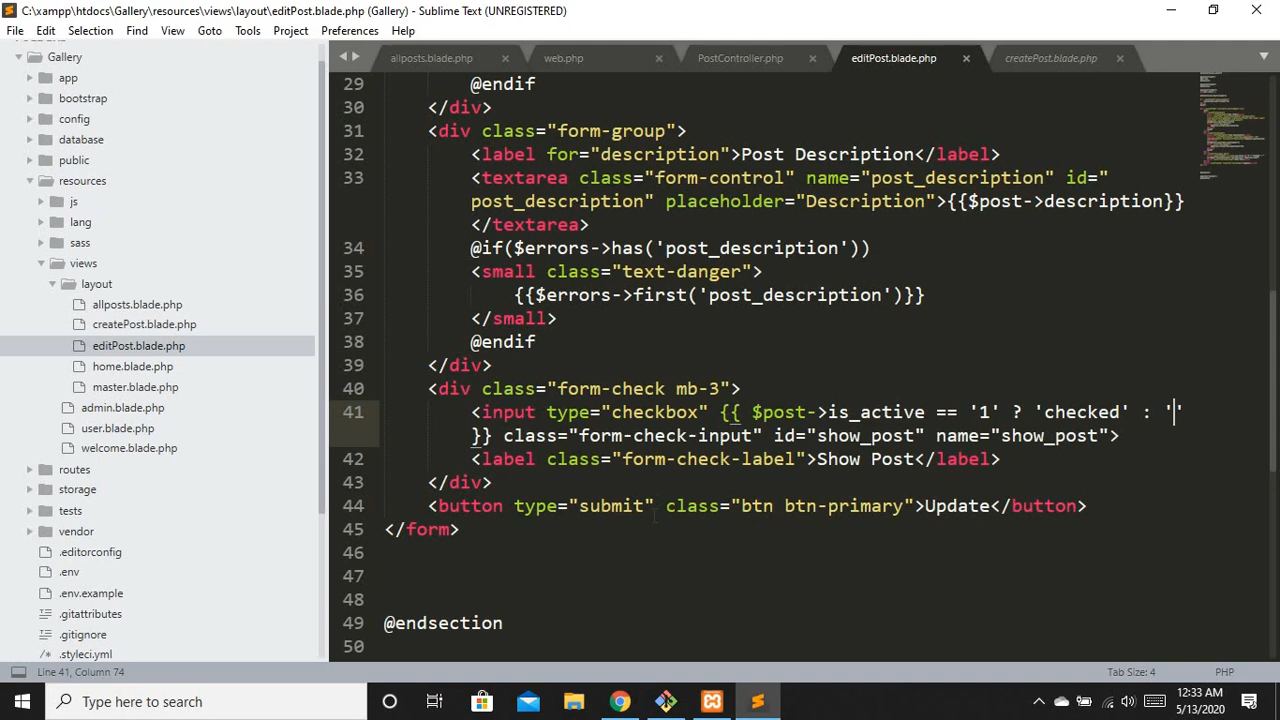 C:\xampp\htdocs\Gallery\resources\views\layout\editPost.blade.php (Gallery) - Sublime Text (UNREGISTERED)
File Edit Selection Find View Goto Tools Project Preferences Help
Gallery
app
bootstrap
config
database
public
resources
js
lang
sass
views
layout
allposts.blade.php
createPost.blade.php
editPost.blade.php
home.blade.php
master.blade.php
admin.blade.php
user.blade.php
welcome.blade.php
routes
storage
tests
vendor
.editorconfig
.env
.env.example
.gitattributes
.gitignore
.styleci.yml
allposts.blade.php web.php PostController.php editPost.blade.php createPost.blade.php
29 @endif
30 </div>
31 <div class="form-group">
32 <label for="description">Post Description</label>
33 <textarea class="form-control" name="post_description" id="
post_description" placeholder="Description">{{$post->description}}
</textarea>
34 @if($errors->has('post_description'))
35 <small class="text-danger">
36 {{$errors->first('post_description')}}
37 </small>
38 @endif
39 </div>
40 <div class="form-check mb-3">
41 <input type="checkbox" {{ $post->is_active == '1' ? 'checked' : ''
}} class="form-check-input" id="show_post" name="show_post">
42 <label class="form-check-label">Show Post</label>
43 </div>
44 <button type="submit" class="btn btn-primary">Update</button>
45 </form>
46
47
48
49 @endsection
50
Line 41, Column 74 Tab Size: 4 PHP
Type here to search
12:33 AM
5/13/2020